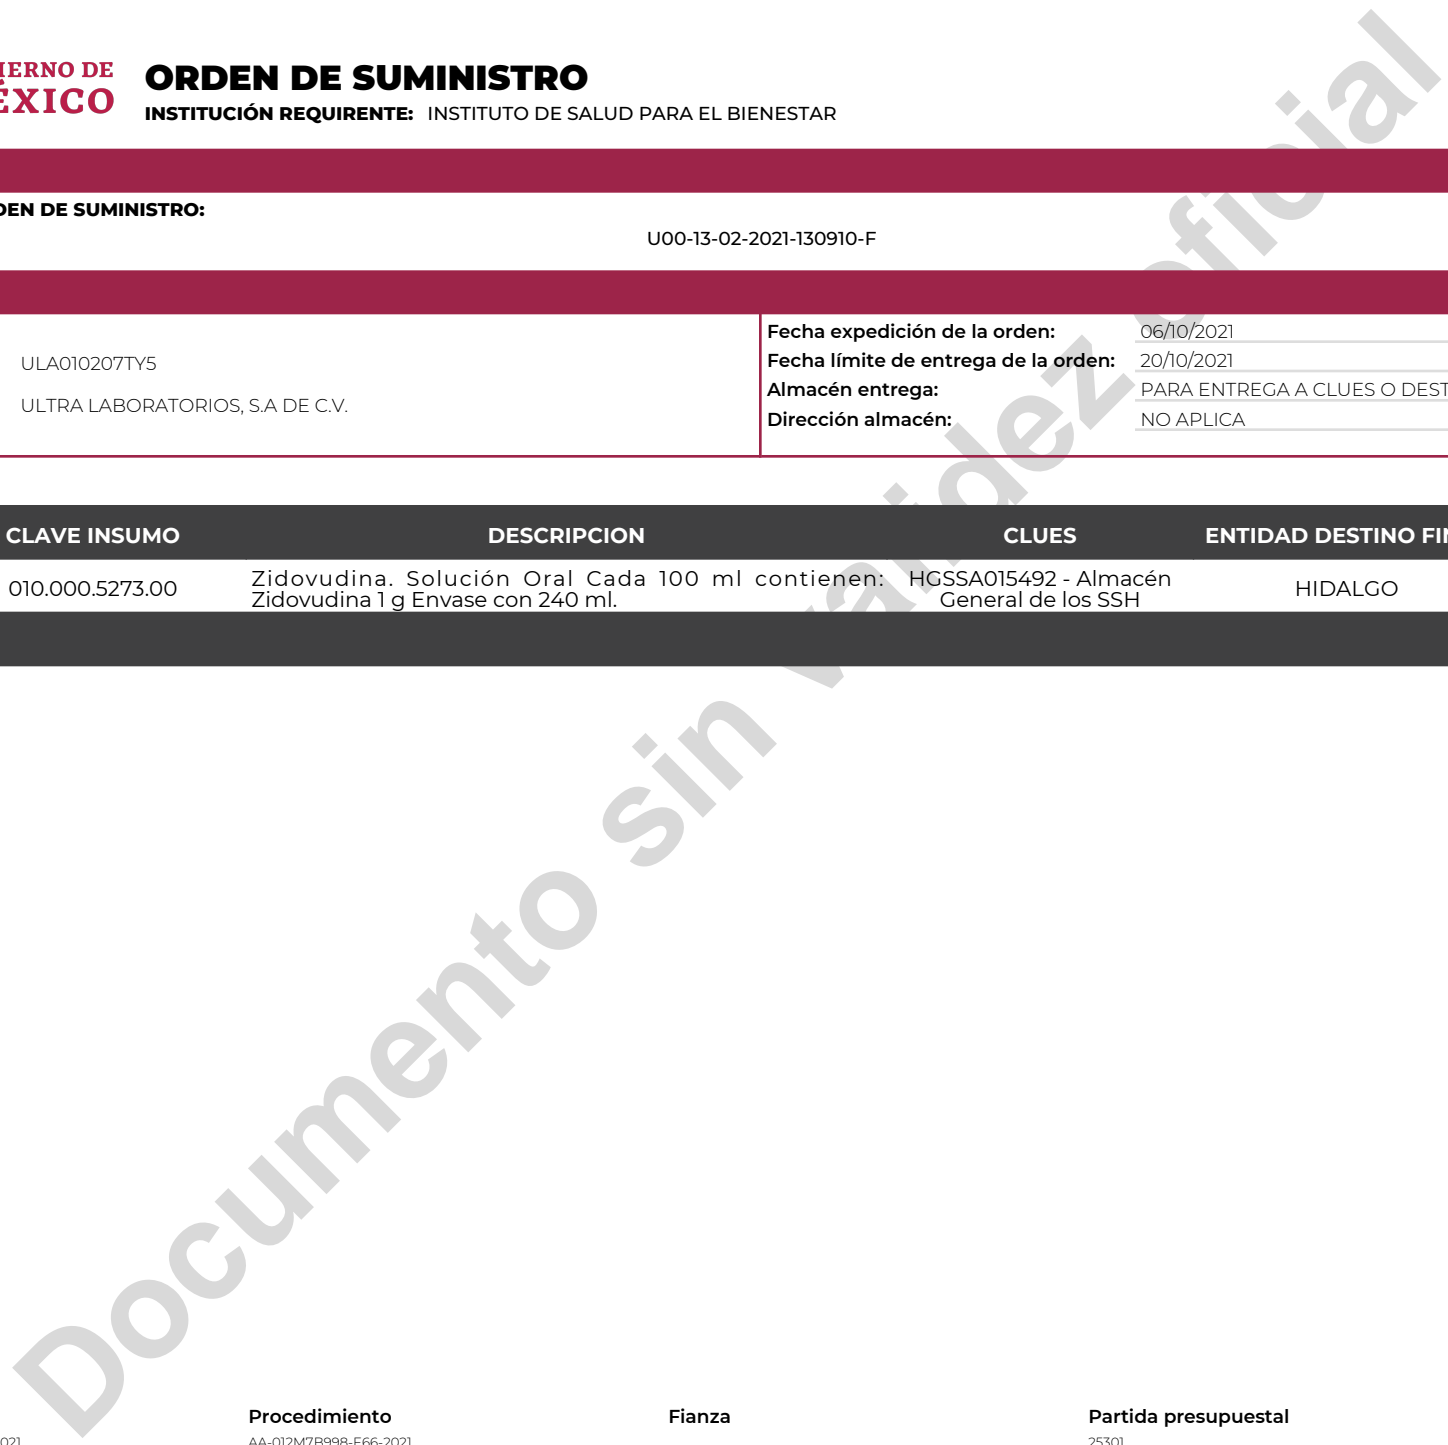 IERNO DE
ÉXICO
ORDEN DE SUMINISTRO
INSTITUCIÓN REQUIRENTE: INSTITUTO DE SALUD PARA EL BIENESTAR
DEN DE SUMINISTRO:
U00-13-02-2021-130910-F
ULA010207TY5
ULTRA LABORATORIOS, S.A DE C.V.
Fecha expedición de la orden: 06/10/2021
Fecha límite de entrega de la orden: 20/10/2021
Almacén entrega: PARA ENTREGA A CLUES O DEST
Dirección almacén: NO APLICA
CLAVE INSUMO DESCRIPCION CLUES ENTIDAD DESTINO FIN
010.000.5273.00
Zidovudina. Solución Oral Cada 100 ml contienen:
Zidovudina 1 g Envase con 240 ml.
HGSSA015492 - Almacén
General de los SSH
HIDALGO
Documento sin validez oficial
Procedimiento Fianza Partida presupuestal
021 AA-012M7B998-E66-2021 25301